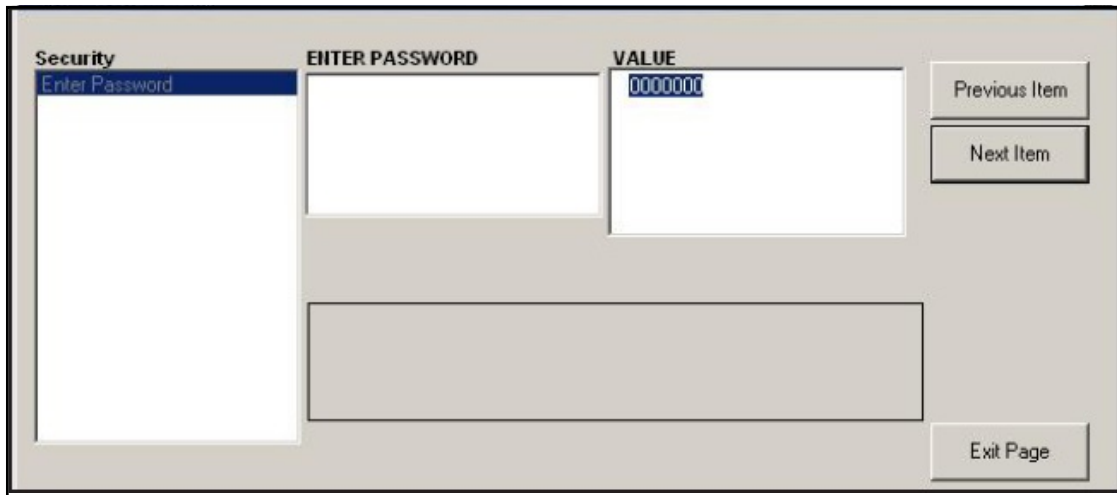 Security
Enter Password
ENTER PASSWORD
VALUE
0000000
Previous Item
Next Item
Exit Page